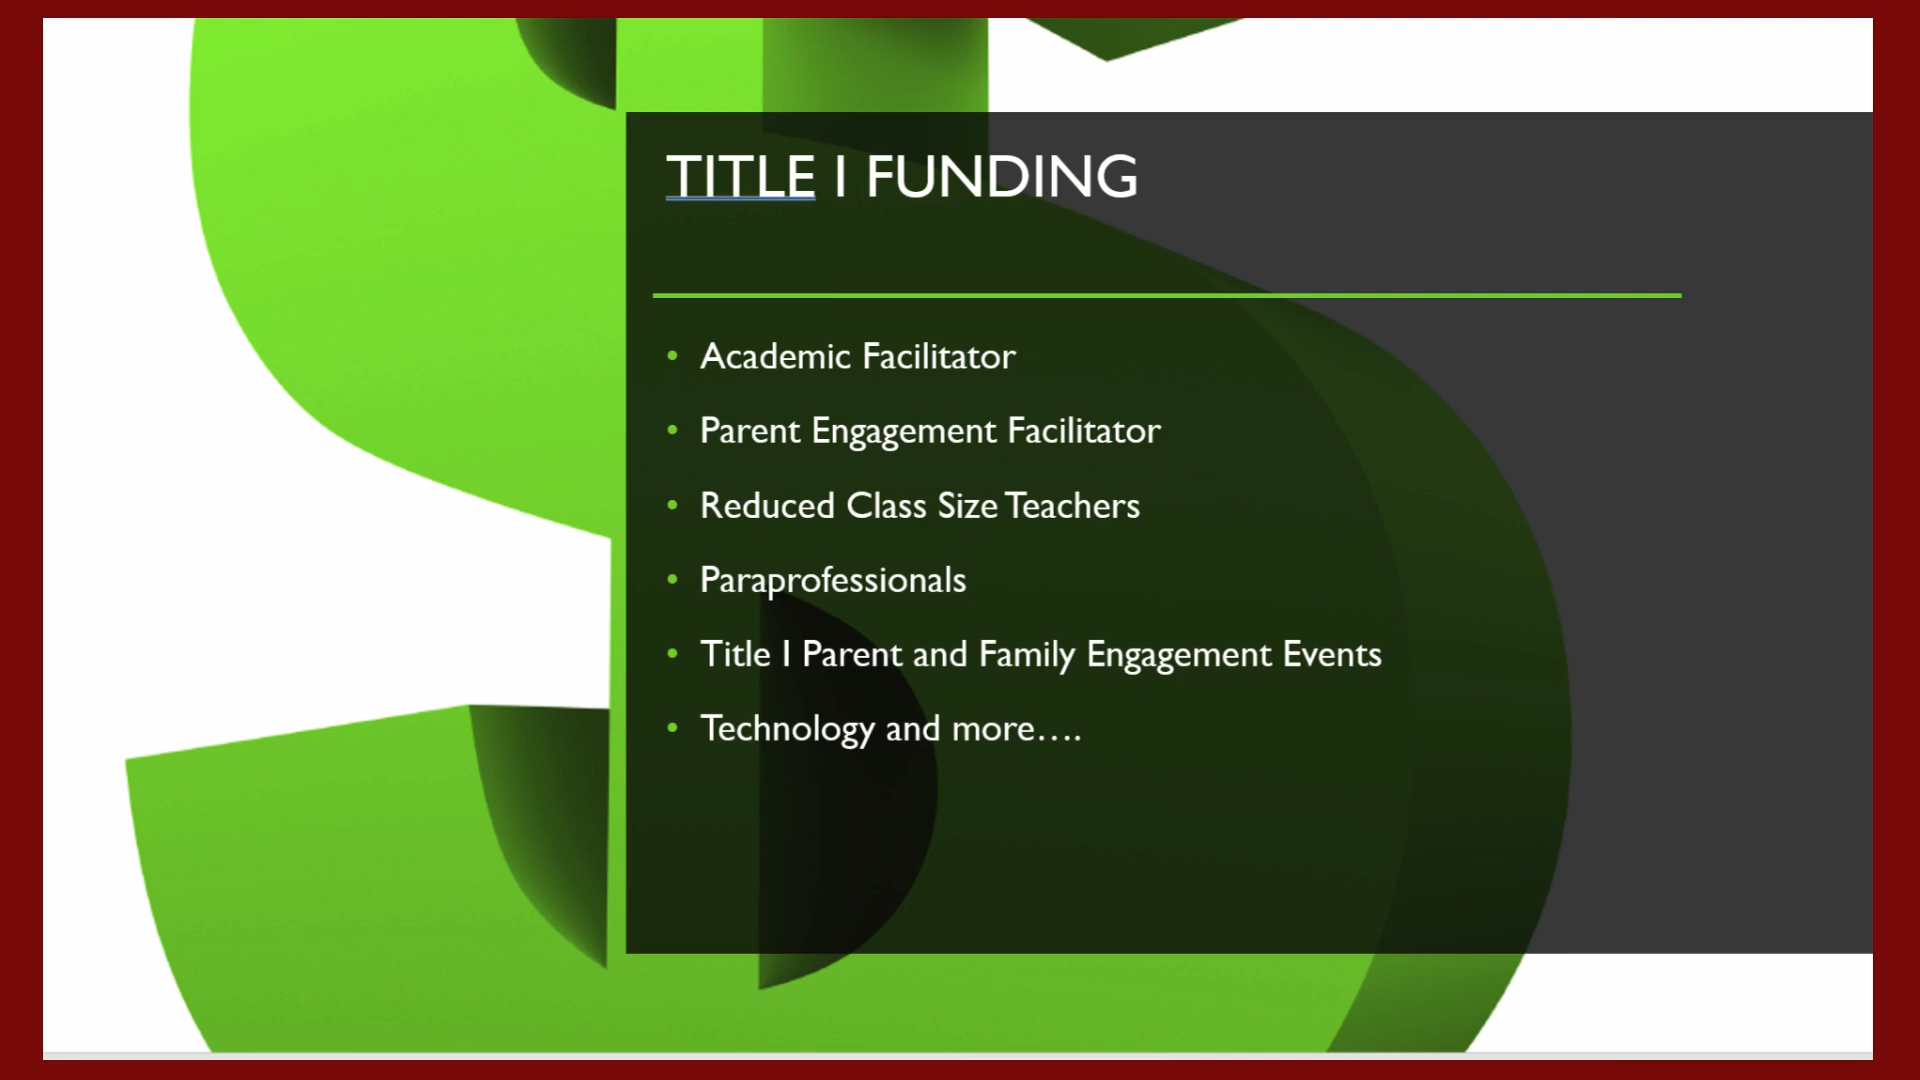 TITLE I FUNDING
• Academic Facilitator
• Parent Engagement Facilitator
• Reduced Class Size Teachers
• Paraprofessionals
• Title I Parent and Family Engagement Events
• Technology and more….